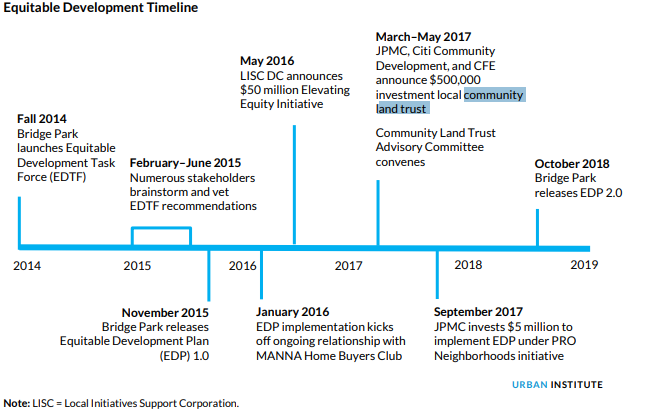 Equitable Development Timeline
March–May 2017
JPMC, Citi Community
Development, and CFE
announce $500,000
investment local community
land trust
Community Land Trust
Advisory Committee
convenes
May 2016
LISC DC announces
$50 million Elevating
Equity Initiative
Fall 2014
Bridge Park
launches Equitable
Development Task
Force (EDTF)
February–June 2015
Numerous stakeholders
brainstorm and vet
EDTF recommendations
October 2018
Bridge Park
releases EDP 2.0
2014
2015
2016
2017
2018
2019
November 2015
Bridge Park releases
Equitable Development Plan
(EDP) 1.0
January 2016
EDP implementation kicks
off ongoing relationship with
MANNA Home Buyers Club
September 2017
JPMC invests $5 million to
implement EDP under PRO
Neighborhoods initiative
URBAN INSTITUTE
Note: LISC = Local Initiatives Support Corporation.